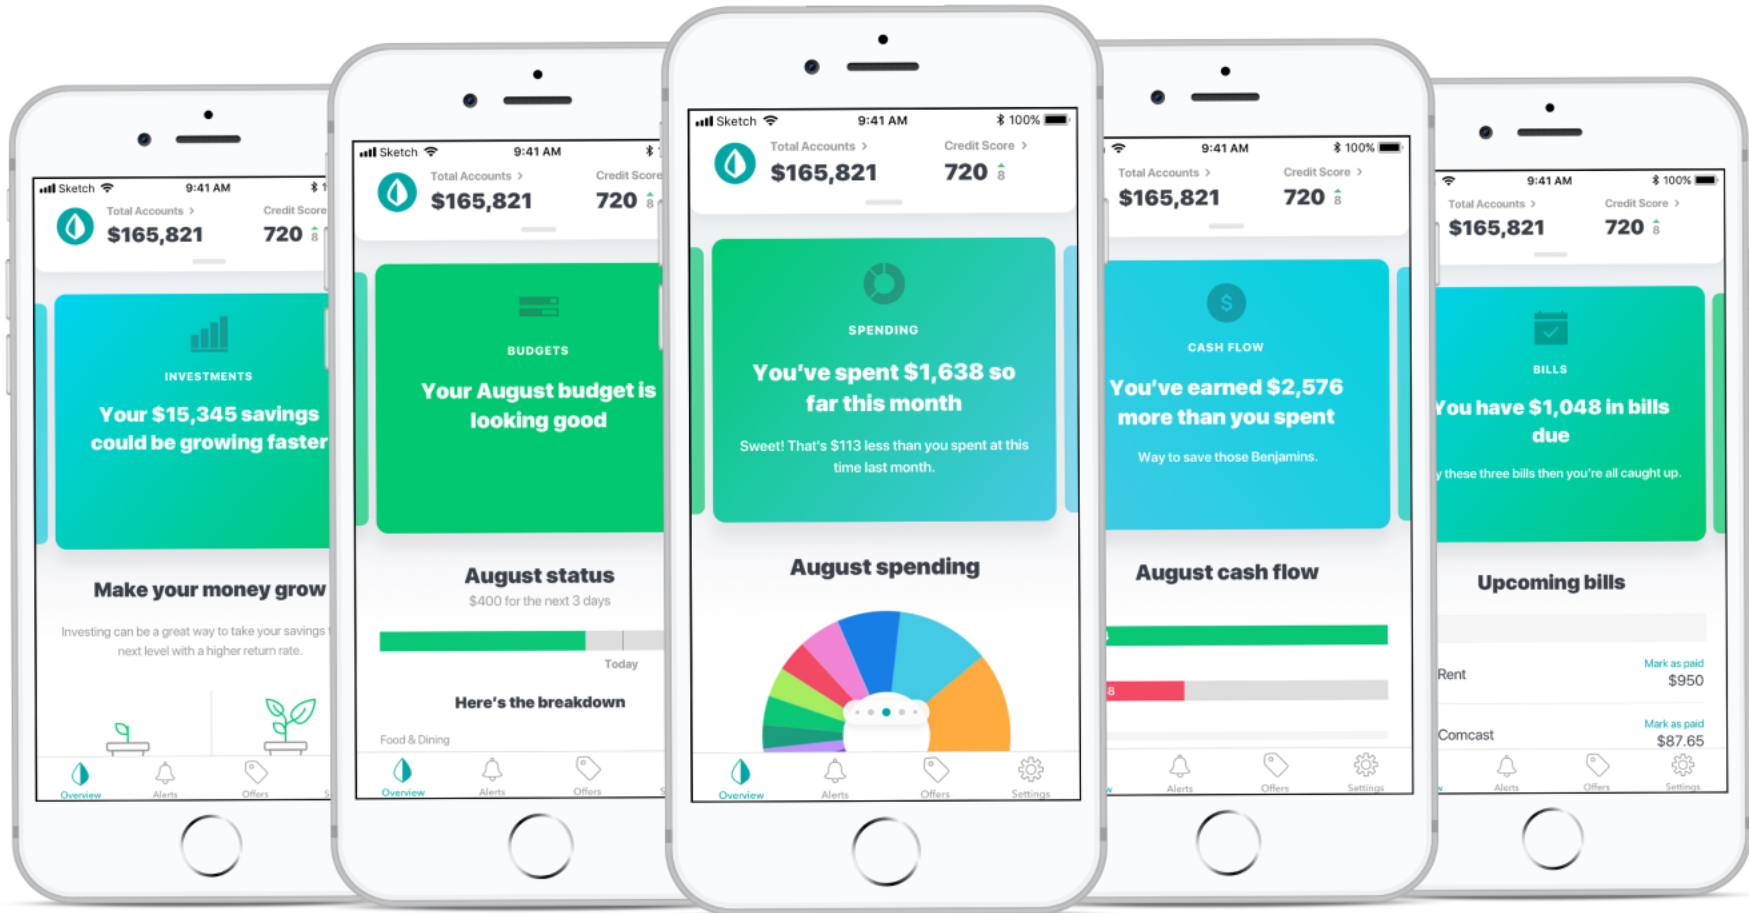 Sketch 9:41 AM
Total Accounts > Credit Score
$165,821 720 8
INVESTMENTS
Your $15,345 savings
could be growing faster
Make your money grow
Investing can be a great way to take your savings
next level with a higher return rate.
Overview Alerts Offers
Sketch 9:41 AM
Total Accounts > Credit Score
$165,821 720 8
BUDGETS
Your August budget is
looking good
August status
$400 for the next 3 days
Today
Here's the breakdown
Food & Dining
Overview Alerts Offers
Sketch 9:41 AM 100%
Total Accounts > Credit Score >
$165,821 720 8
SPENDING
You've spent $1,638 so
far this month
Sweet! That's $113 less than you spent at this
time last month.
August spending
Overview Alerts Offers Settings
9:41 AM 100%
Total Accounts > Credit Score >
$165,821 720 8
$
CASH FLOW
You've earned $2,576
more than you spent
Way to save those Benjamins.
August cash flow
Alerts Offers Settings
9:41 AM 100%
Total Accounts > Credit Score >
$165,821 720 8
BILLS
You have $1,048 in bills
due
these three bills then you're all caught up.
Upcoming bills
Mark as paid
Rent $950
Mark as paid
Comcast $87.65
Alerts Offers Settings